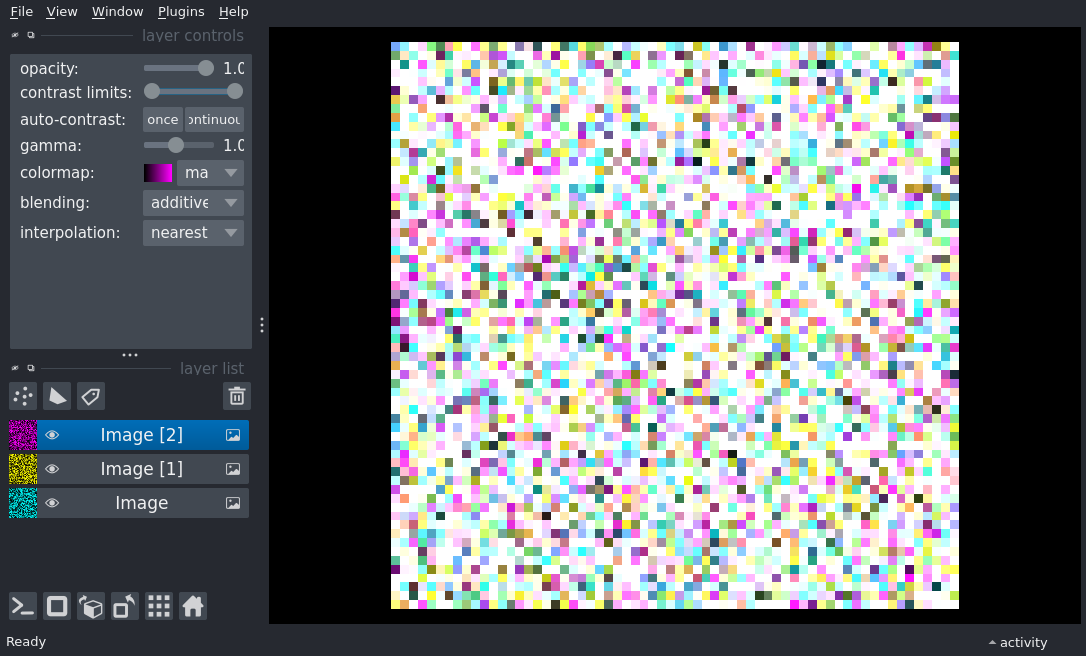 File View Window Plugins Help
layer controls
opacity: 1.0
contrast limits:
auto-contrast: once ontinuou
gamma: 1.0
colormap: ma
blending: additive
interpolation: nearest
layer list
Image [2]
Image [1]
Image
Ready
activity